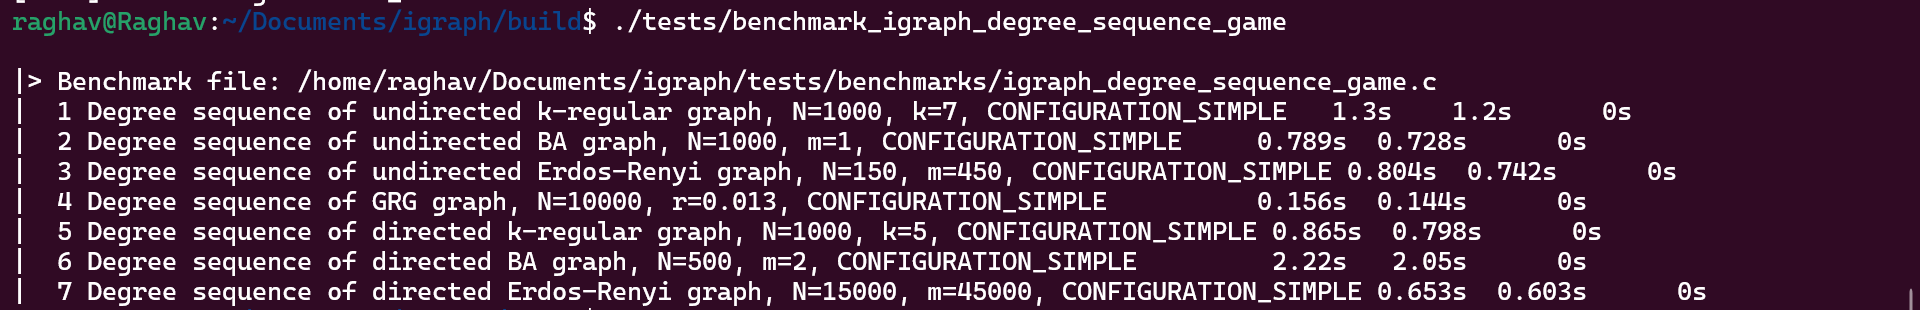 raghav@Raghav:~/Documents/igraph/build$ ./tests/benchmark_igraph_degree_sequence_game
|> Benchmark file: /home/raghav/Documents/igraph/tests/benchmarks/igraph_degree_sequence_game.c
|  1 Degree sequence of undirected k-regular graph, N=1000, k=7, CONFIGURATION_SIMPLE   1.3s    1.2s      0s
|  2 Degree sequence of undirected BA graph, N=1000, m=1, CONFIGURATION_SIMPLE     0.789s  0.728s      0s
|  3 Degree sequence of undirected Erdos-Renyi graph, N=150, m=450, CONFIGURATION_SIMPLE 0.804s  0.742s      0s
|  4 Degree sequence of GRG graph, N=10000, r=0.013, CONFIGURATION_SIMPLE          0.156s  0.144s      0s
|  5 Degree sequence of directed k-regular graph, N=1000, k=5, CONFIGURATION_SIMPLE 0.865s  0.798s      0s
|  6 Degree sequence of directed BA graph, N=500, m=2, CONFIGURATION_SIMPLE         2.22s   2.05s      0s
|  7 Degree sequence of directed Erdos-Renyi graph, N=15000, m=45000, CONFIGURATION_SIMPLE 0.653s  0.603s      0s